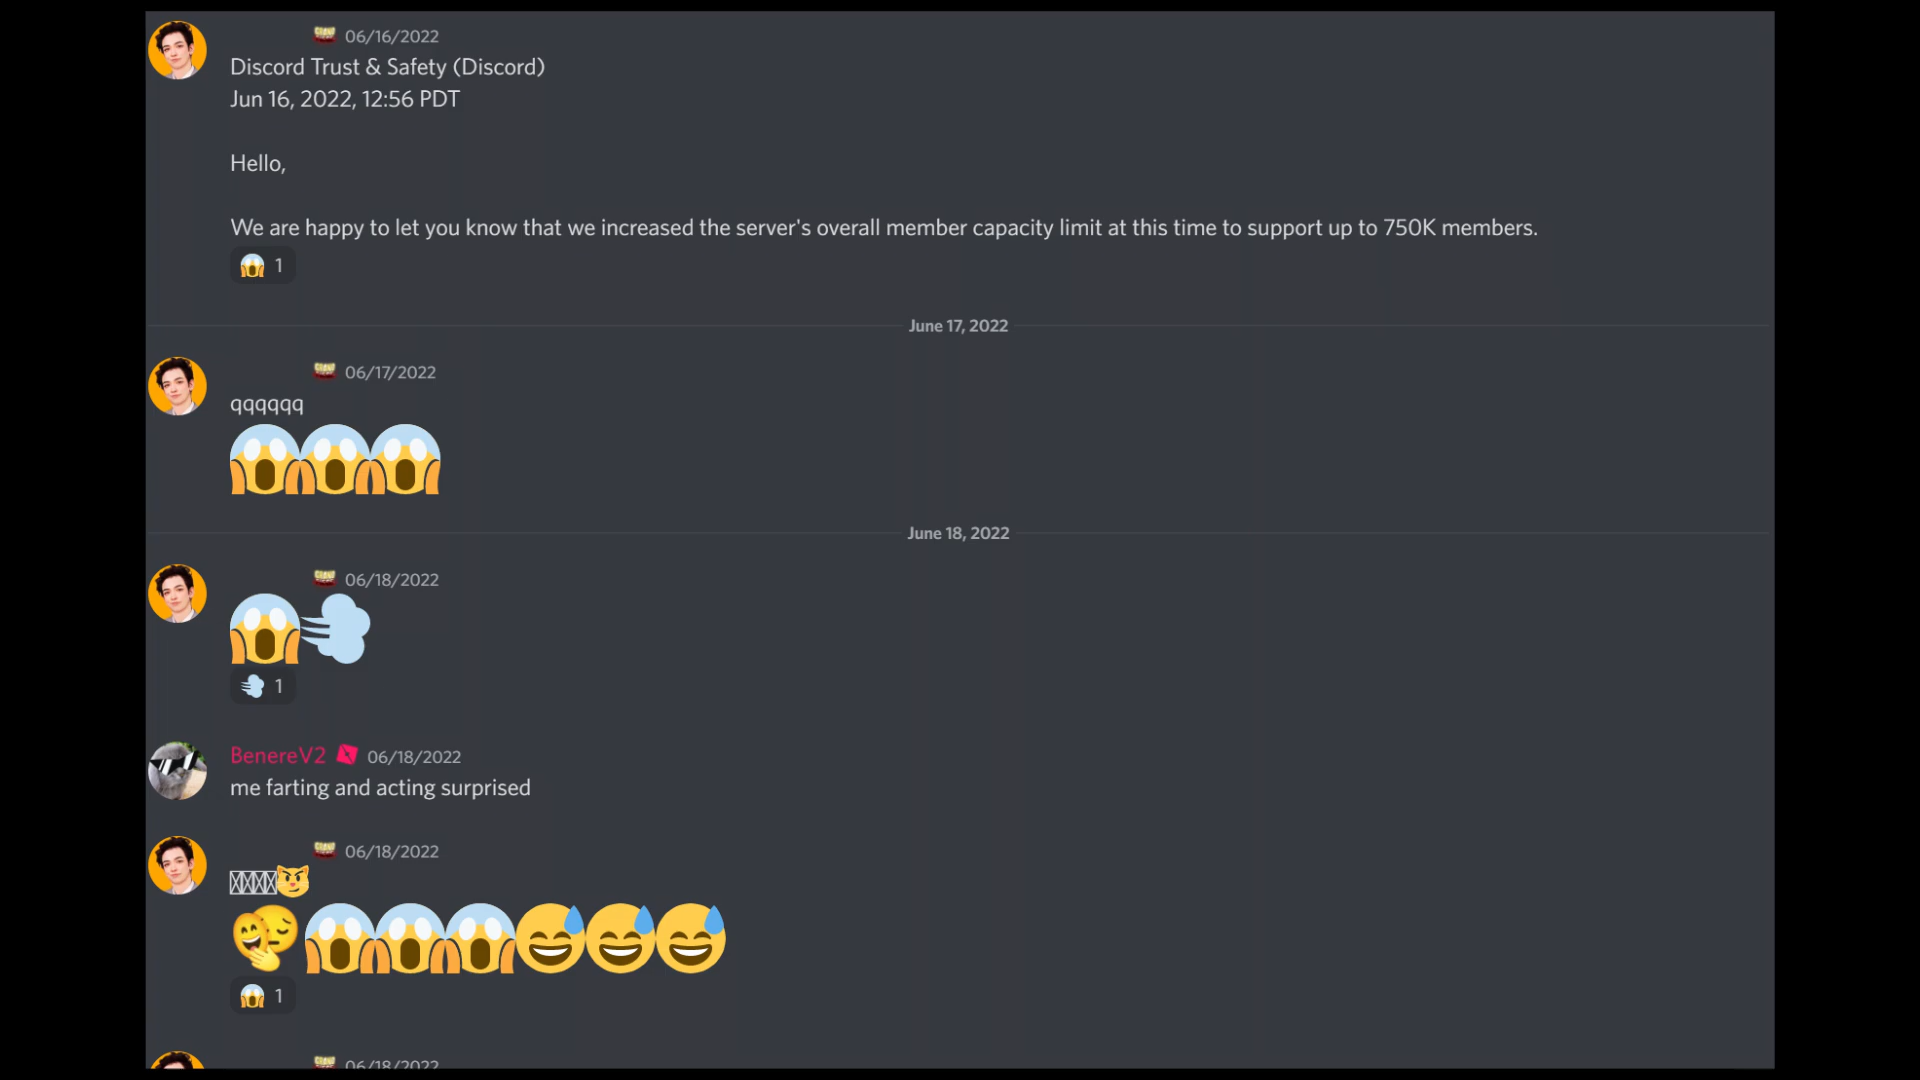 06/16/2022
Discord Trust & Safety (Discord)
Jun 16, 2022, 12:56 PDT
Hello,
We are happy to let you know that we increased the server's overall member capacity limit at this time to support up to 750K members.
😱 1
June 17, 2022
06/17/2022
qqqqqq
😱😱😱
June 18, 2022
06/18/2022
😱💨
💨 1
BenereV2 06/18/2022
me farting and acting surprised
06/18/2022
😱😱😱😅😅😅
😱 1
06/18/2022